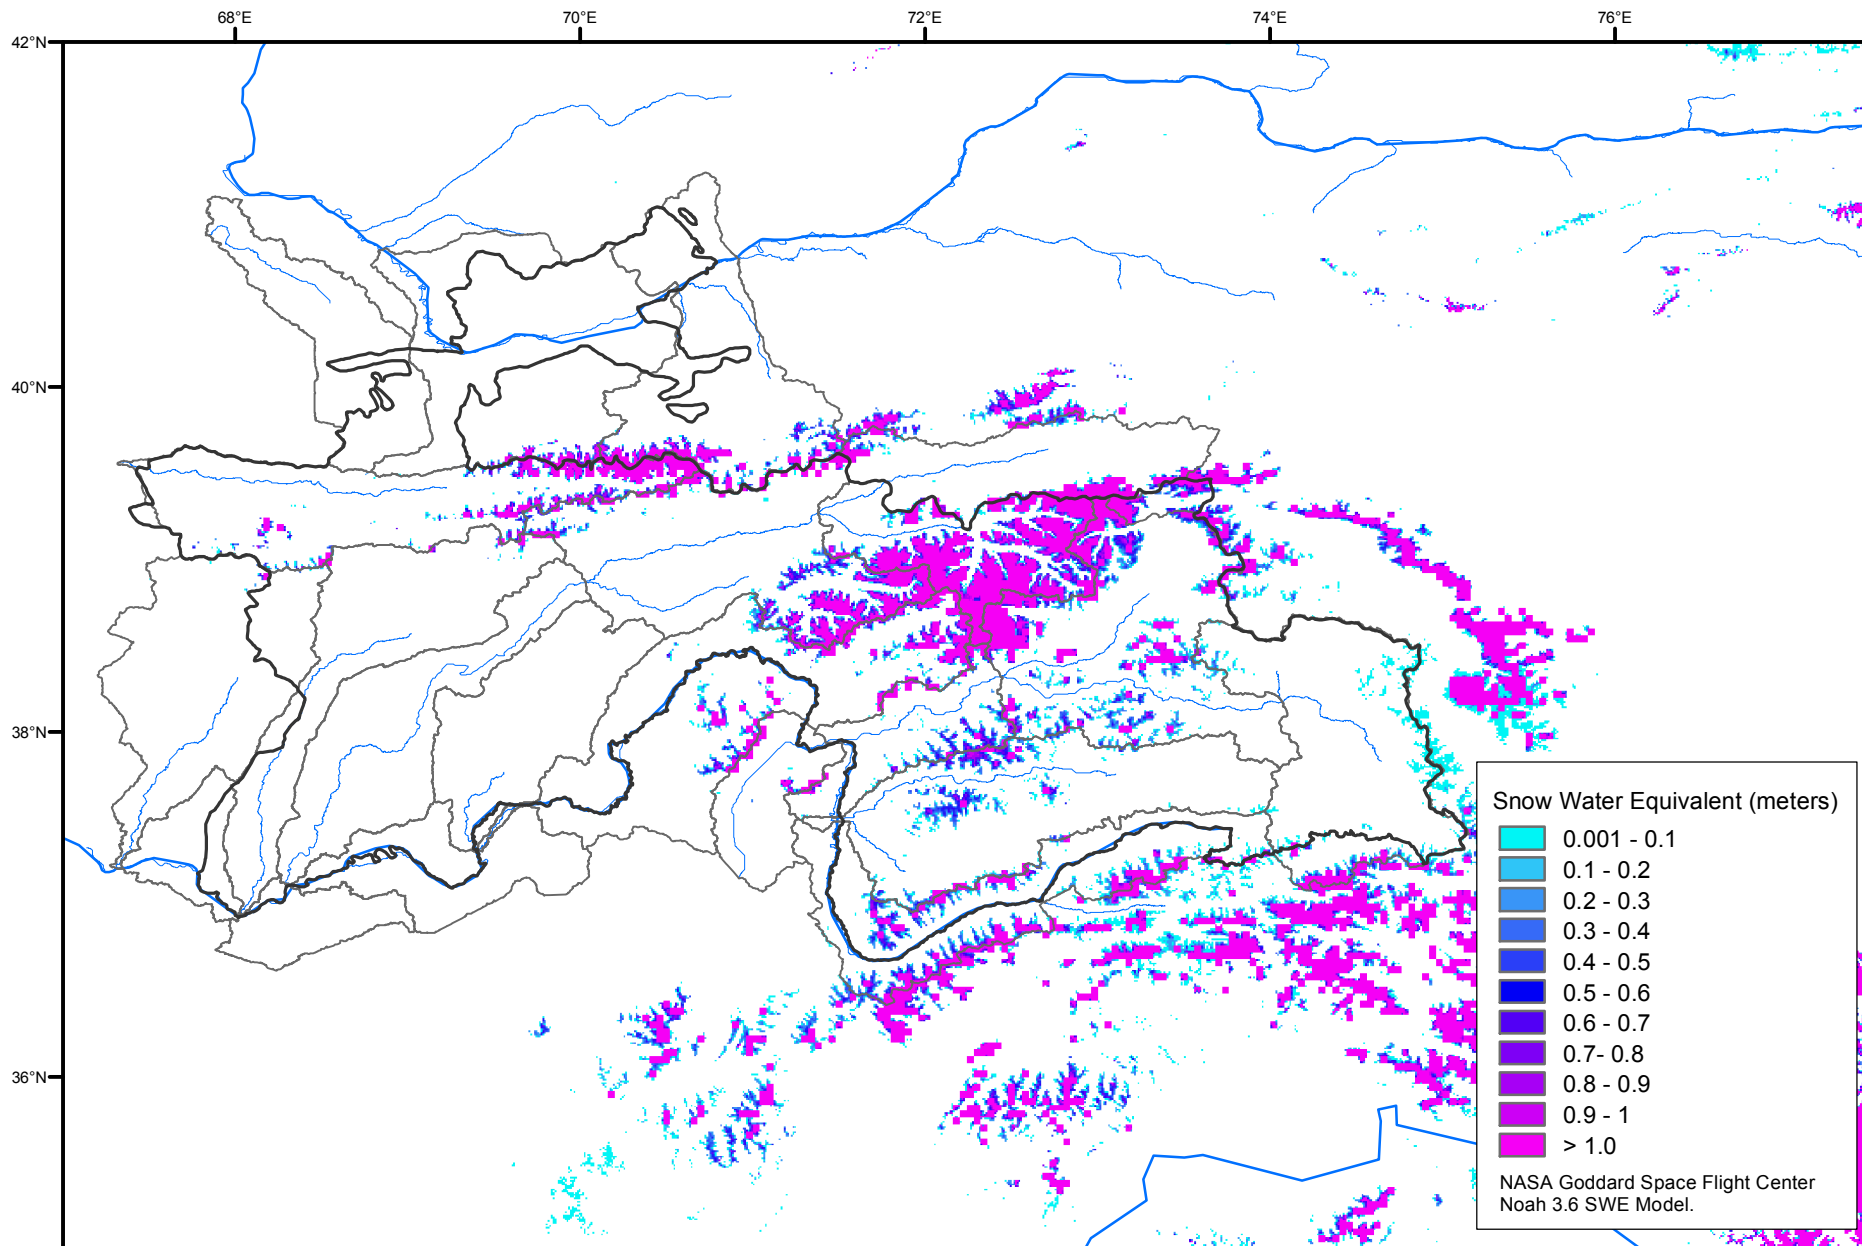 68°E
70°E
72°E
74°E
76°E
42°N
40°N
38°N
36°N
Snow Water Equivalent (meters)
0.001 - 0.1
0.1 - 0.2
0.2 - 0.3
0.3 - 0.4
0.4 - 0.5
0.5 - 0.6
0.6 - 0.7
0.7- 0.8
0.8 - 0.9
0.9 - 1
> 1.0
NASA Goddard Space Flight Center
Noah 3.6 SWE Model.